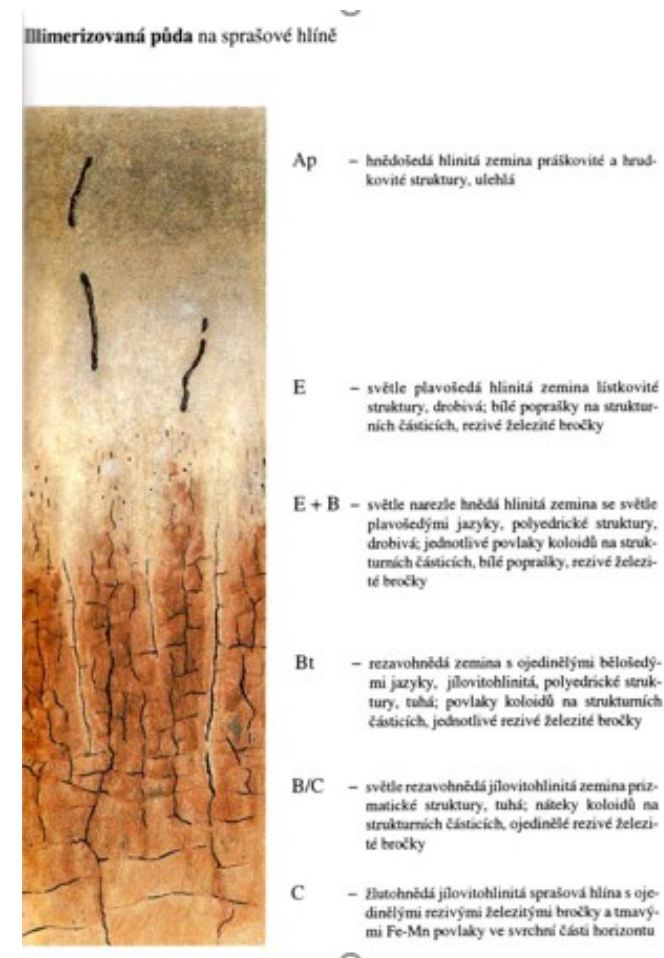 Illimerizovaná půda na sprašové hlíně
Ap – hnědošedá hlinitá zemina práškovité a hrud-
kovité struktury, ulehlá
E – světle plavošedá hlinitá zemina lístkovité
struktury, drobivá; bílé poprašky na struktur-
ních částicích, rezivé železité bročky
E + B – světle narezle hnědá hlinitá zemina se světle
plavošedými jazyky, polyedrické struktury,
drobivá; jednotlivé povlaky koloidů na struk-
turních částicích, bílé poprašky, rezivé želez-
ité bročky
Bt – rezavohnědá zemina s ojedinělými bělošedý-
mi jazyky, jílovitohlinitá, polyedrické struk-
tury, tuhá; povlaky koloidů na strukturních
částicích, jednotlivé rezivé železité bročky
B/C – světle rezavohnědá jílovitohlinitá zemina priz-
matické struktury, tuhá; náteky koloidů na
strukturních částicích, ojedinělé rezivé želez-
ité bročky
C – žlutohnědá jílovitohlinitá sprašová hlína s oje-
dinělými rezivými železitými bročky a tmavý-
mi Fe-Mn povlaky ve svrchní části horizontu